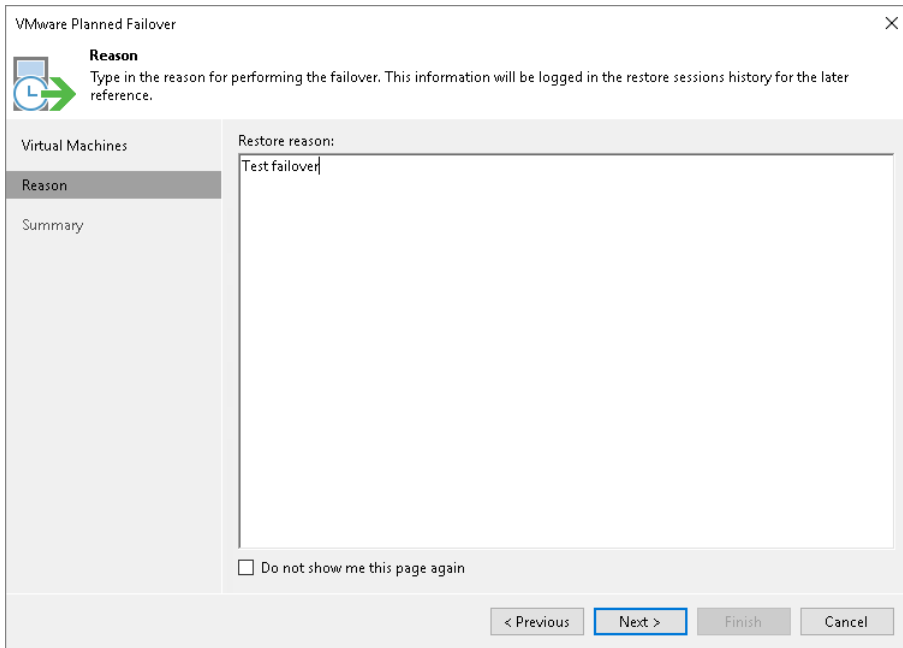 VMware Planned Failover
Reason
Type in the reason for performing the failover. This information will be logged in the restore sessions history for the later
reference.
Virtual Machines
Reason
Summary
Restore reason:
Test failover
Do not show me this page again
< Previous
Next >
Finish
Cancel